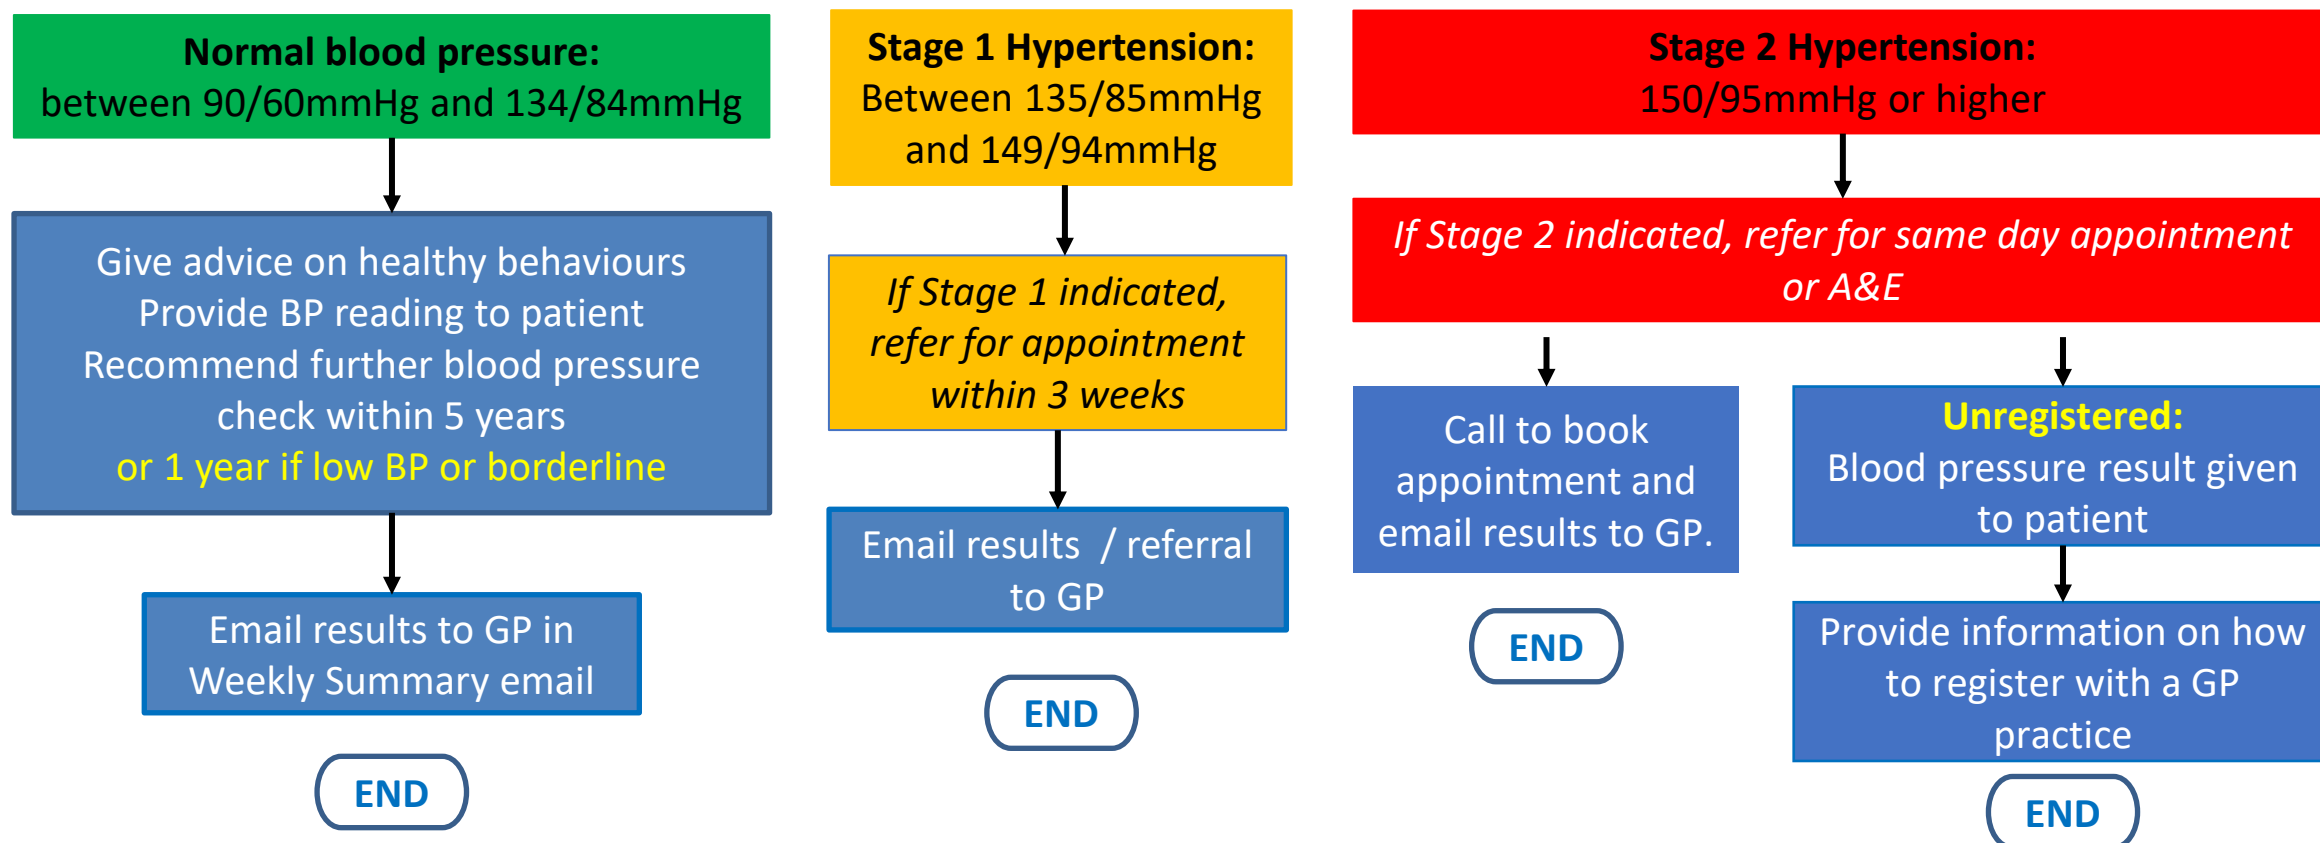 Normal blood pressure:
between 90/60mmHg and 134/84mmHg
Give advice on healthy behaviours
Provide BP reading to patient
Recommend further blood pressure
check within 5 years
or 1 year if low BP or borderline
Email results to GP in
Weekly Summary email
END
Stage 1 Hypertension:
Between 135/85mmHg
and 149/94mmHg
If Stage 1 indicated,
refer for appointment
within 3 weeks
Email results / referral
to GP
END
Stage 2 Hypertension:
150/95mmHg or higher
If Stage 2 indicated, refer for same day appointment
or A&E
Call to book
appointment and
email results to GP.
END
Unregistered:
Blood pressure result given
to patient
Provide information on how
to register with a GP
practice
END